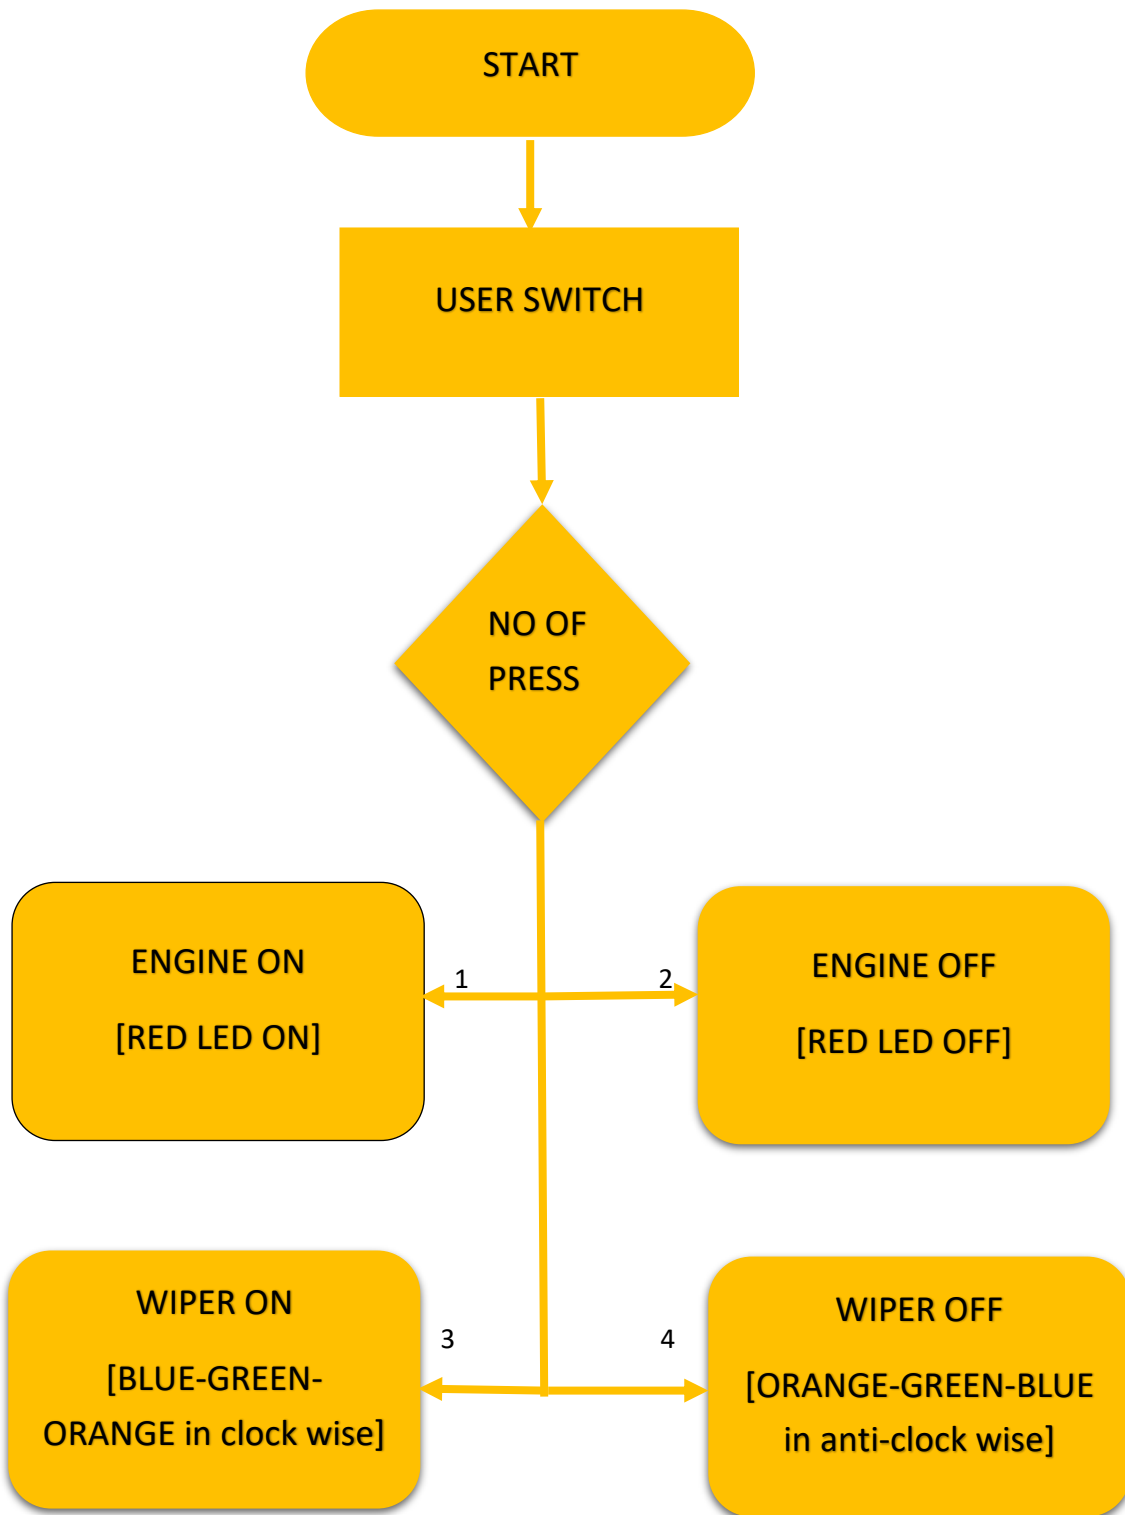 START
USER SWITCH
NO OF
PRESS
ENGINE ON
[RED LED ON]
1
2
ENGINE OFF
[RED LED OFF]
WIPER ON
[BLUE-GREEN-
ORANGE in clock wise]
3
4
WIPER OFF
[ORANGE-GREEN-BLUE
in anti-clock wise]